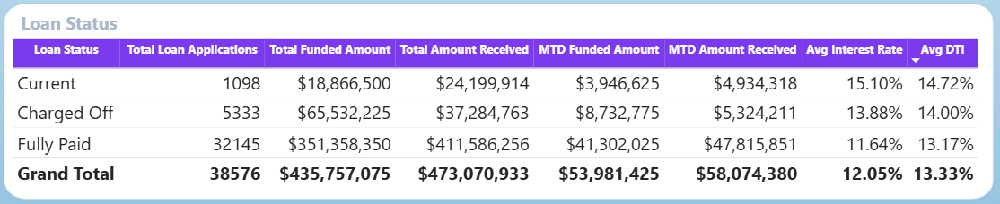 Loan Status
Loan Status Total Loan Applications Total Funded Amount Total Amount Received MTD Funded Amount MTD Amount Received Avg Interest Rate Avg DTI
Current 1098 $18,866,500 $24,199,914 $3,946,625 $4,934,318 15.10% 14.72%
Charged Off 5333 $65,532,225 $37,284,763 $8,732,775 $5,324,211 13.88% 14.00%
Fully Paid 32145 $351,358,350 $411,586,256 $41,302,025 $47,815,851 11.64% 13.17%
Grand Total 38576 $435,757,075 $473,070,933 $53,981,425 $58,074,380 12.05% 13.33%